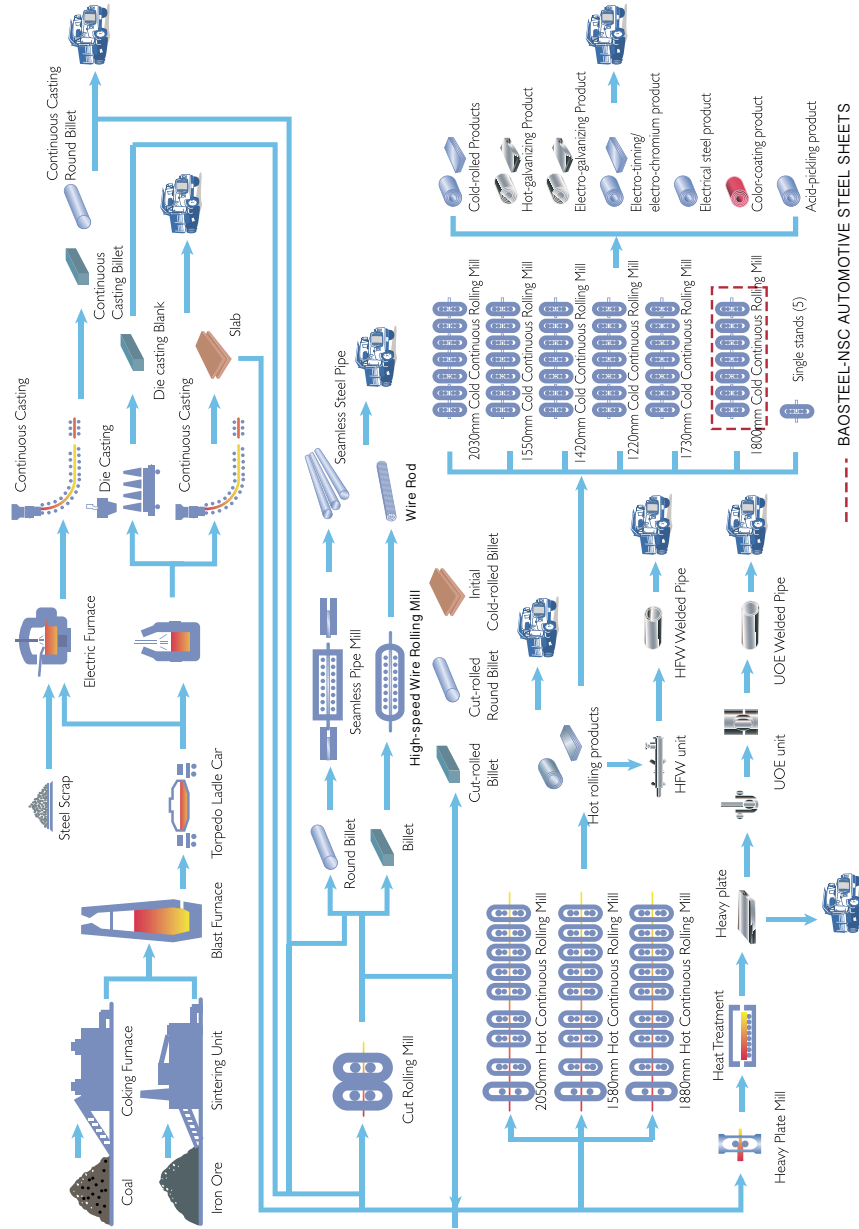 Coal
Coking Furnace
Iron Ore
Sintering Unit
Blast Furnace
Torpedo Ladle Car
Steel Scrap
Electric Furnace
Continuous Casting
Die Casting
Continuous Casting
Continuous
Casting Billet
Continuous Casting
Round Billet
Die casting Blank
Slab
Cut Rolling Mill
Round Billet
Billet
Seamless Pipe Mill
High-speed Wire Rolling Mill
Seamless Steel Pipe
Wire Rod
Cut-rolled
Billet
Cut-rolled
Round Billet
Initial
Cold-rolled Billet
2050mm Hot Continuous Rolling Mill
1580mm Hot Continuous Rolling Mill
1880mm Hot Continuous Rolling Mill
Hot rolling products
HFW unit
HFW Welded Pipe
Heavy Plate Mill
Heat Treatment
Heavy plate
UOE unit
UOE Welded Pipe
2030mm Cold Continuous Rolling Mill
1550mm Cold Continuous Rolling Mill
1420mm Cold Continuous Rolling Mill
1220mm Cold Continuous Rolling Mill
1730mm Cold Continuous Rolling Mill
1800mm Cold Continuous Rolling Mill
Single stands (5)
Cold-rolled Products
Hot-galvanizing Product
Electro-galvanizing Product
Electro-tinning/
electro-chromium product
Electrical steel product
Color-coating product
Acid-pickling product
BAOSTEEL-NSC AUTOMOTIVE STEEL SHEETS